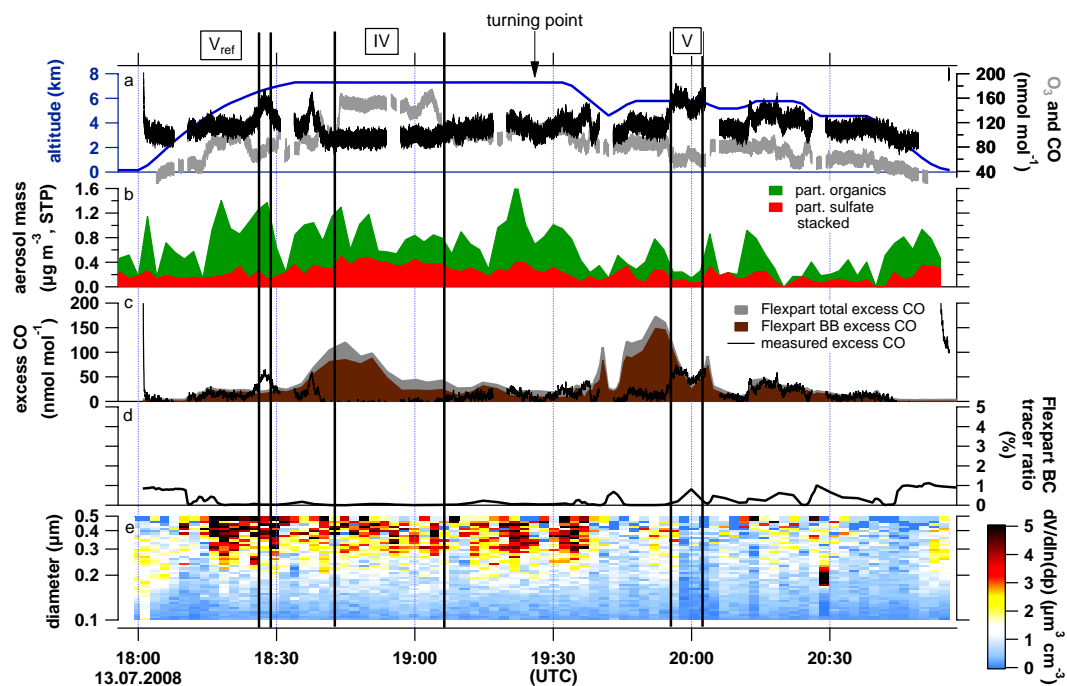 turning point
V_ref
IV
V
a
altitude (km)
8
6
4
2
0
200
160
120
80
40
O₃ and CO
(nmol mol⁻¹)
b
aerosol mass
(µg m⁻³, STP)
1.6
1.2
0.8
0.4
0.0
part. organics
part. sulfate
stacked
c
excess CO
(nmol mol⁻¹)
200
150
100
50
0
Flexpart total excess CO
Flexpart BB excess CO
measured excess CO
d
5
4
3
2
1
0
Flexpart BC
tracer ratio
(%)
e
diameter (µm)
0.5
0.4
0.3
0.2
0.1
5
4
3
2
1
0
dV/dln(dp) (µm³ cm⁻³)
18:00
18:30
19:00
19:30
20:00
20:30
13.07.2008
(UTC)